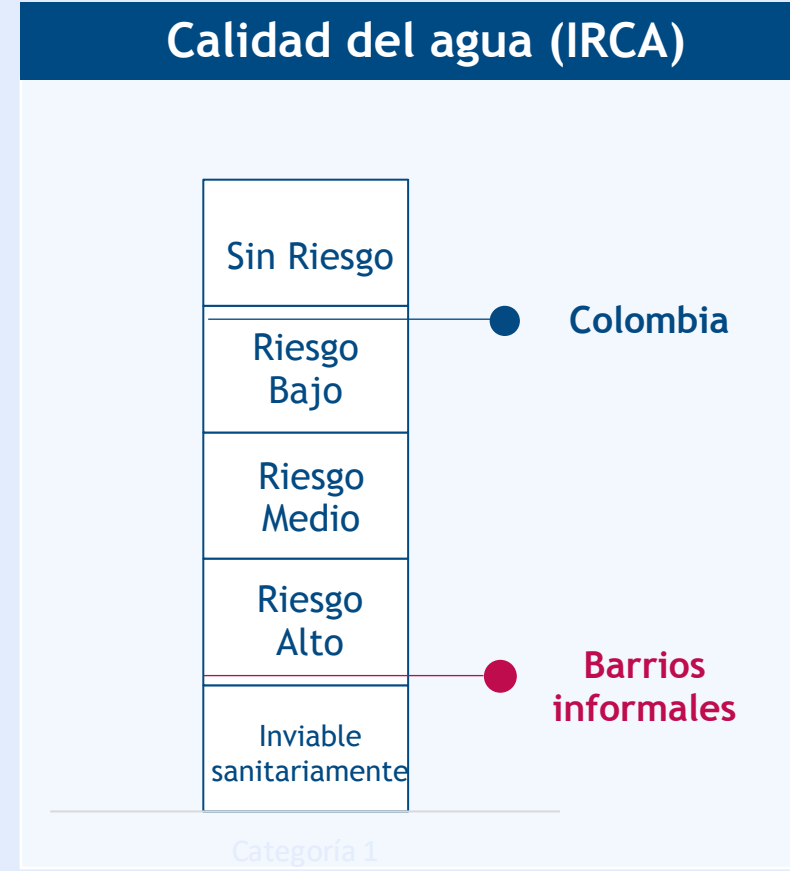 Calidad del agua (IRCA)
Sin Riesgo
Colombia
Riesgo
Bajo
Riesgo
Medio
Riesgo
Alto
Barrios
informales
Inviable
sanitariamente
Categoría 1